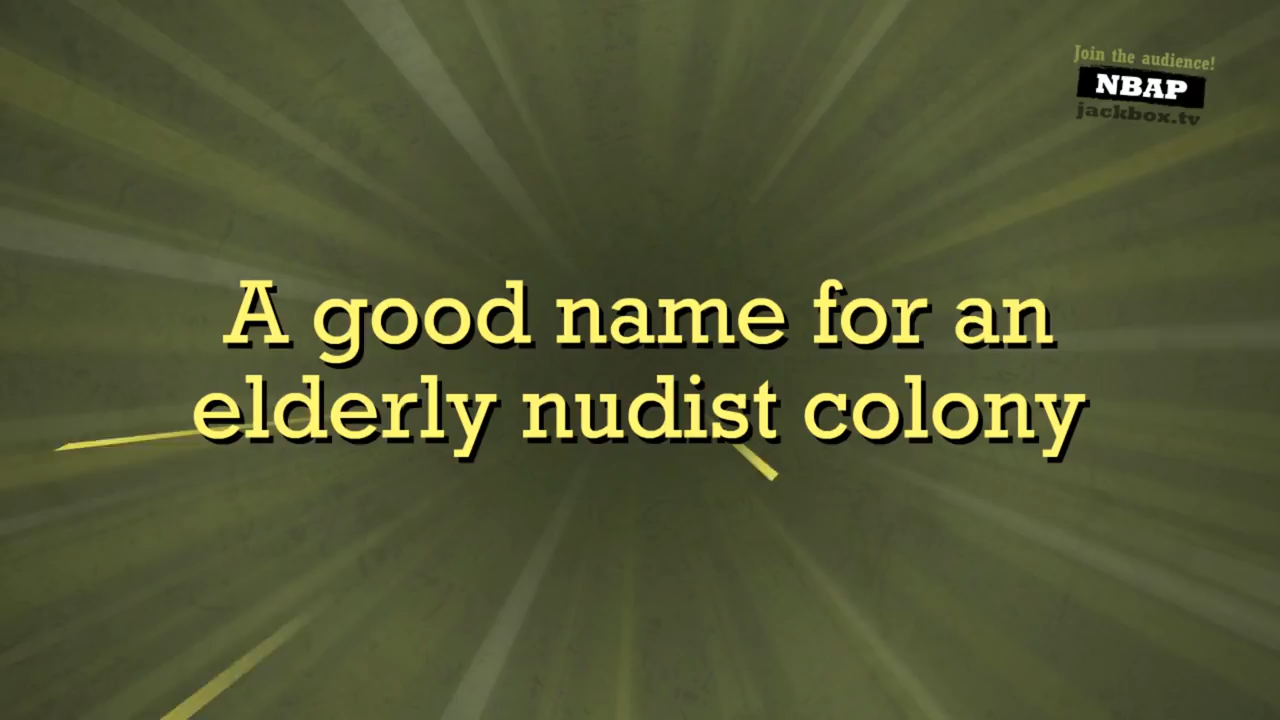 Join the audience!
NBAP
jackbox.tv
A good name for an
elderly nudist colony